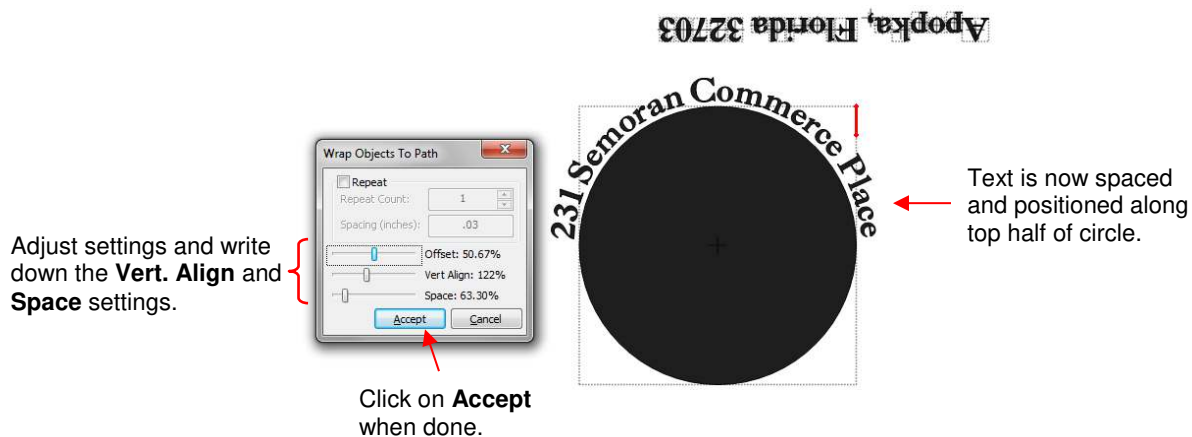 Apopka, Florida 32703
231 Semoran Commerce Place
Wrap Objects To Path
Repeat
Repeat Count: 1
Spacing (inches): .03
Offset: 50.67%
Vert Align: 122%
Space: 63.30%
Accept Cancel
Adjust settings and write
down the Vert. Align and
Space settings.
Text is now spaced
and positioned along
top half of circle.
Click on Accept
when done.